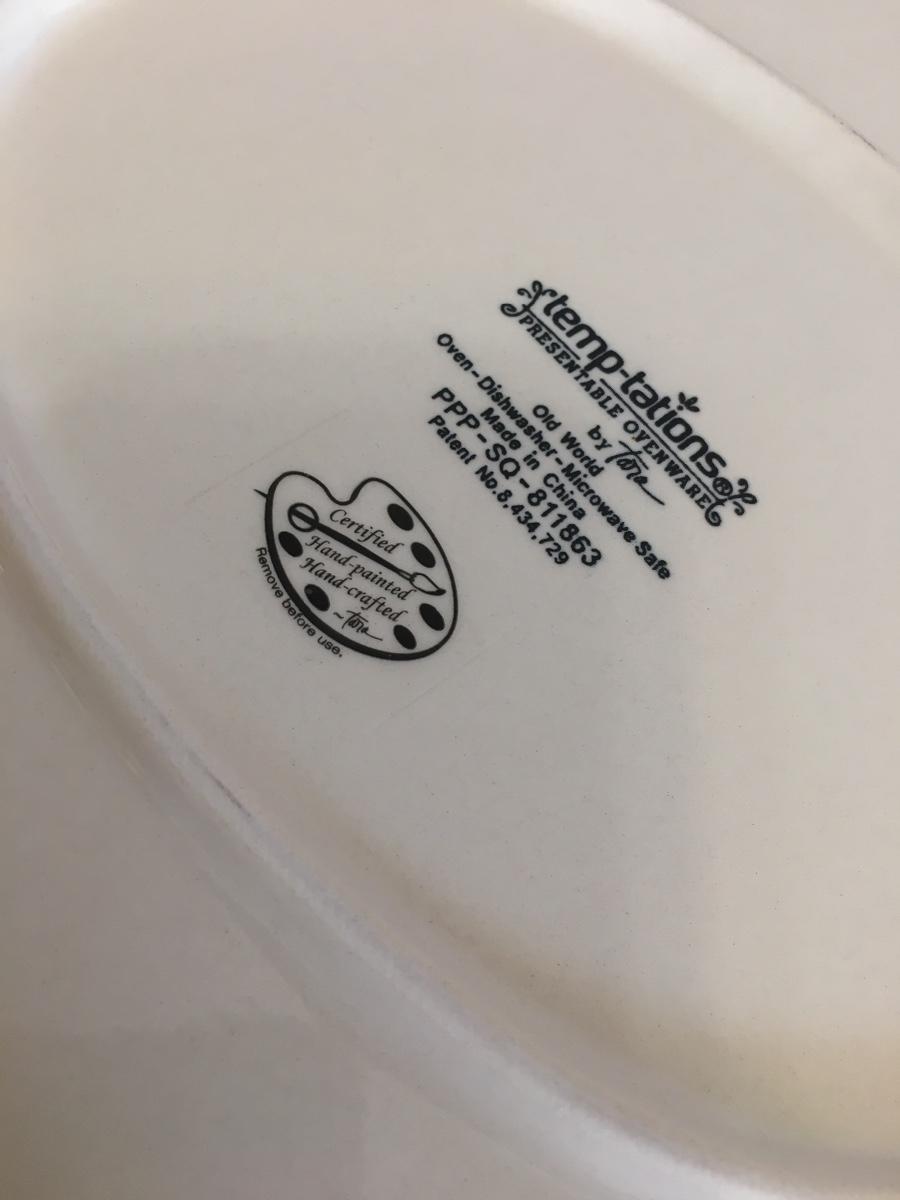 temp-tations®
PRESENTABLE OVENWARE
by Tara
Old World
Oven-Dishwasher-Microwave Safe
Made in China
PPP-SQ-811863
Patent No.8,434,729
Certified
Hand-painted
Hand-crafted
~Tara
Remove before use.